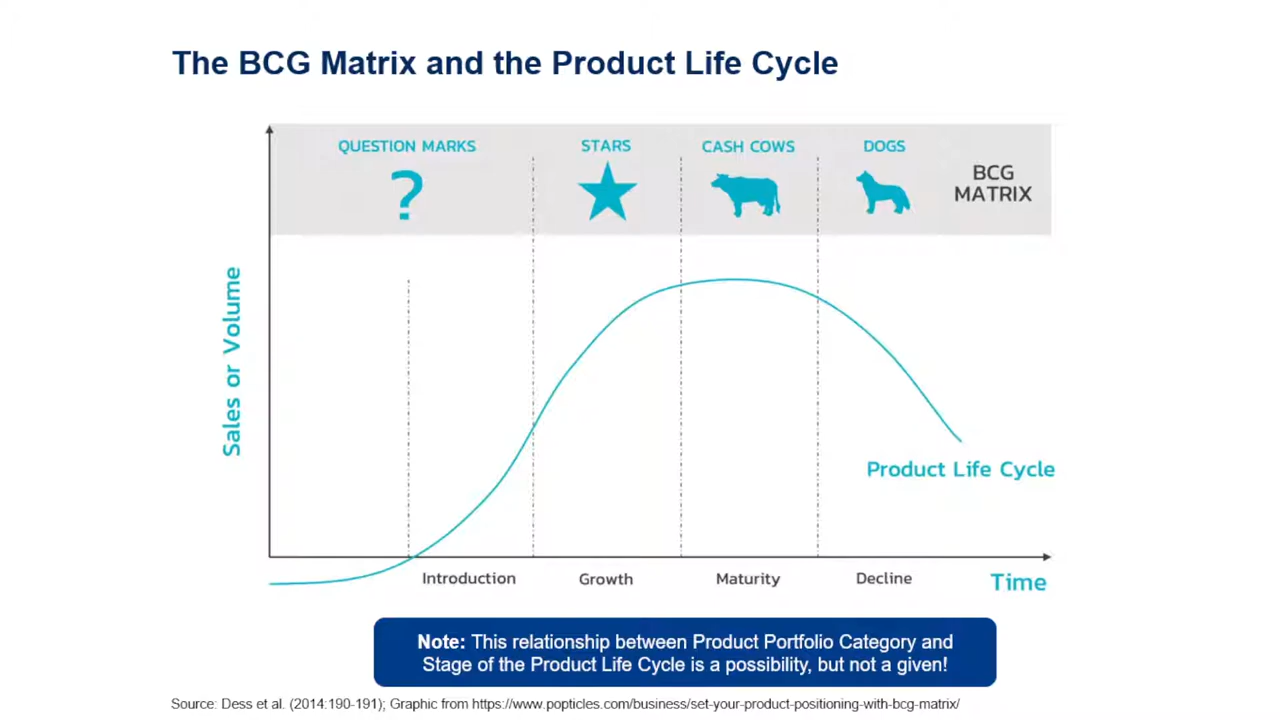 The BCG Matrix and the Product Life Cycle
QUESTION MARKS
STARS
CASH COWS
DOGS
?
BCG
MATRIX
Sales or Volume
Product Life Cycle
Introduction
Growth
Maturity
Decline
Time
Note: This relationship between Product Portfolio Category and
Stage of the Product Life Cycle is a possibility, but not a given!
Source: Dess et al. (2014:190-191); Graphic from https://www.popticles.com/business/set-your-product-positioning-with-bcg-matrix/